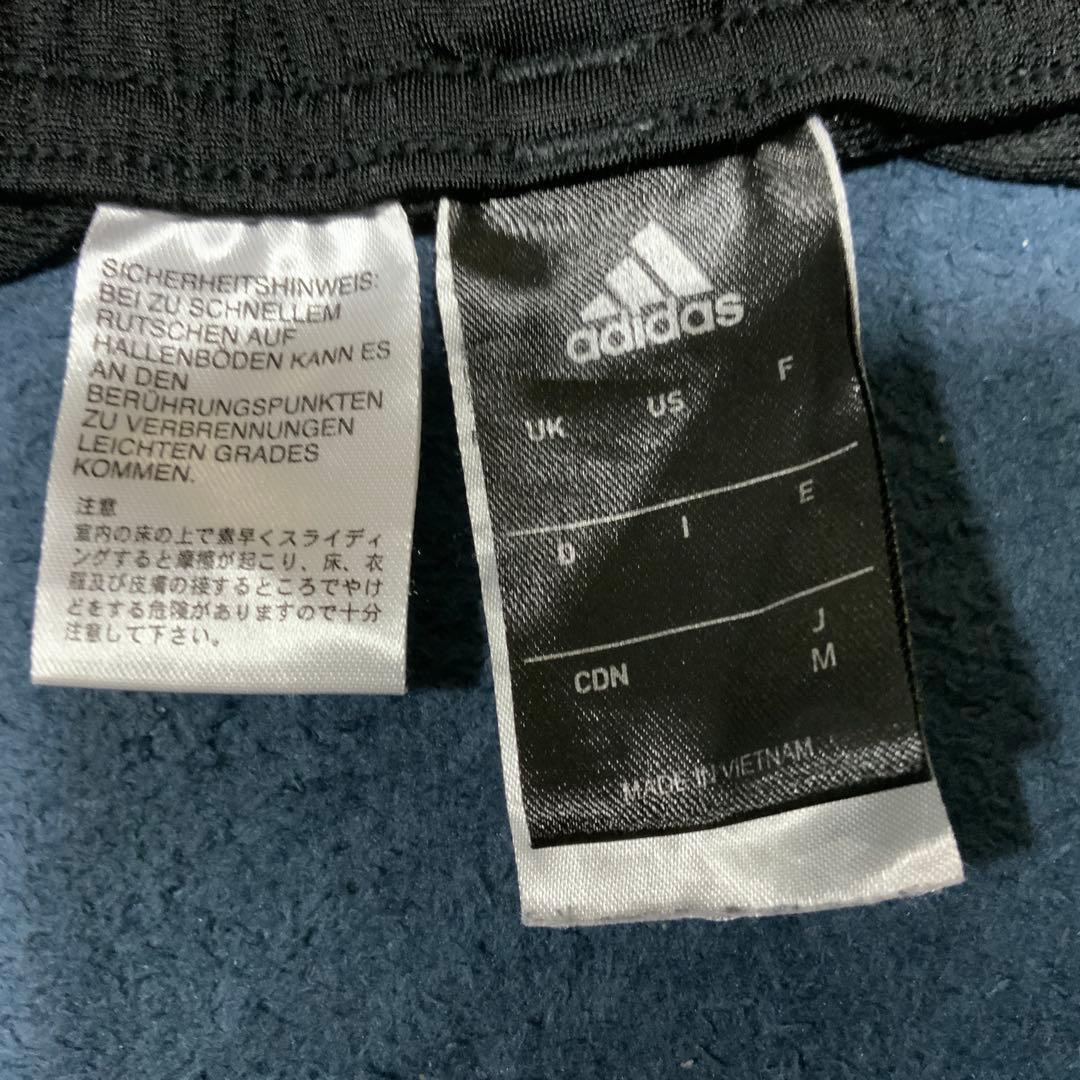 SICHERHEITSHINWEIS:
BEI ZU SCHNELLEM
RUTSCHEN AUF
HALLENBÖDEN KANN ES
AN DEN
BERÜHRUNGSPUNKTEN
ZU VERBRENNUNGEN
LEICHTEN GRADES
KOMMEN.
注意
室内の床の上で素早くスライディ
ングすると摩擦が起こり、床、衣
服及び皮膚の接するところでやけ
どをする危険がありますので十分
注意して下さい。
adidas
UK US F
D I E
CDN J
M
MADE IN VIETNAM